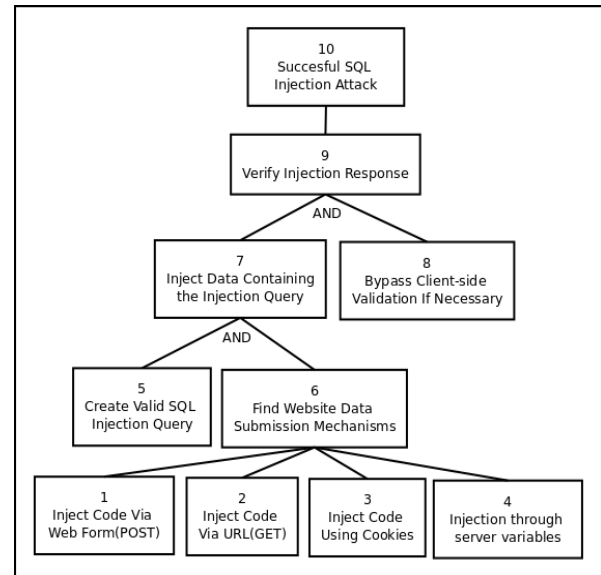 10
Succesful SQL
Injection Attack
9
Verify Injection Response
AND
7
Inject Data Containing
the Injection Query
8
Bypass Client-side
Validation If Necessary
AND
5
Create Valid SQL
Injection Query
6
Find Website Data
Submission Mechanisms
1
Inject Code Via
Web Form(POST)
2
Inject Code
Via URL(GET)
3
Inject Code
Using Cookies
4
Injection through
server variables